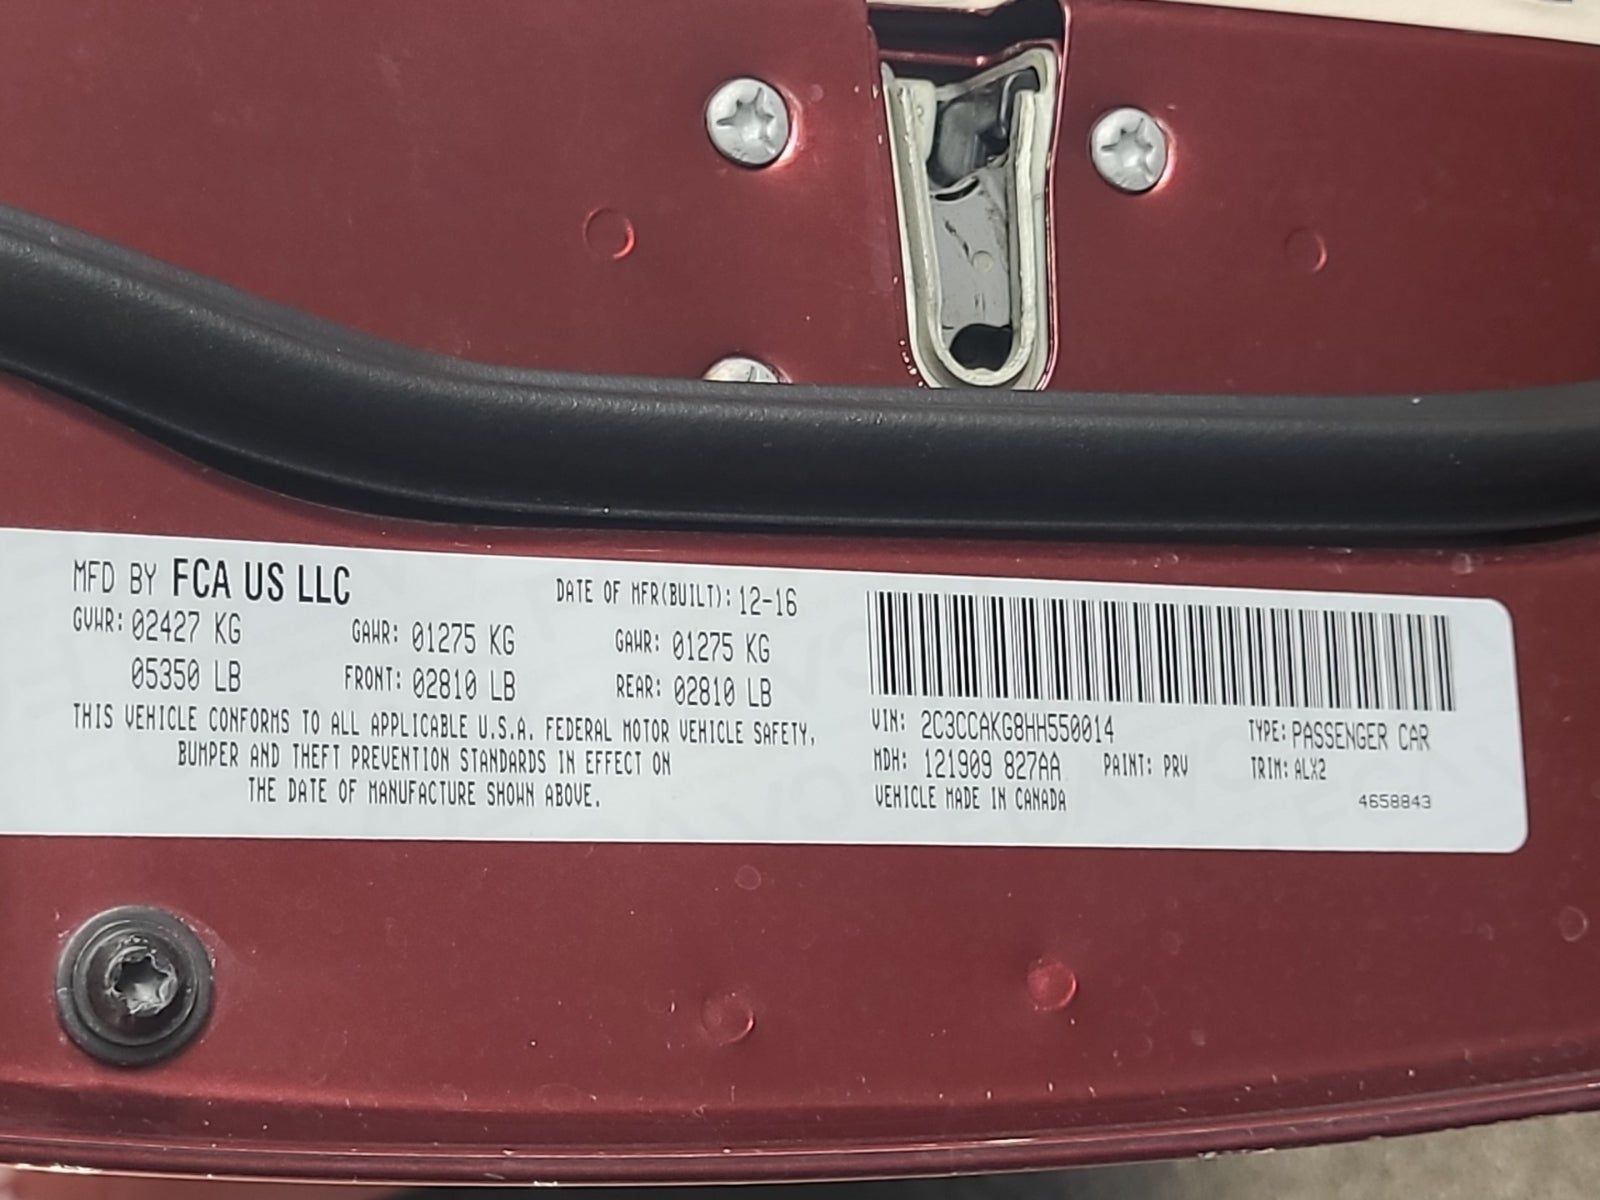 MFD BY FCA US LLC DATE OF MFR(BUILT): 12-16
GVWR: 02427 KG GAWR: 01275 KG GAWR: 01275 KG
05350 LB FRONT: 02810 LB REAR: 02810 LB
THIS VEHICLE CONFORMS TO ALL APPLICABLE U.S.A. FEDERAL MOTOR VEHICLE SAFETY,
BUMPER AND THEFT PREVENTION STANDARDS IN EFFECT ON
THE DATE OF MANUFACTURE SHOWN ABOVE.
VIN: 2C3CCAKG8HH550014 TYPE: PASSENGER CAR
MDH: 121909 827AA PAINT: PRV TRIM: ALX2
VEHICLE MADE IN CANADA 4658843